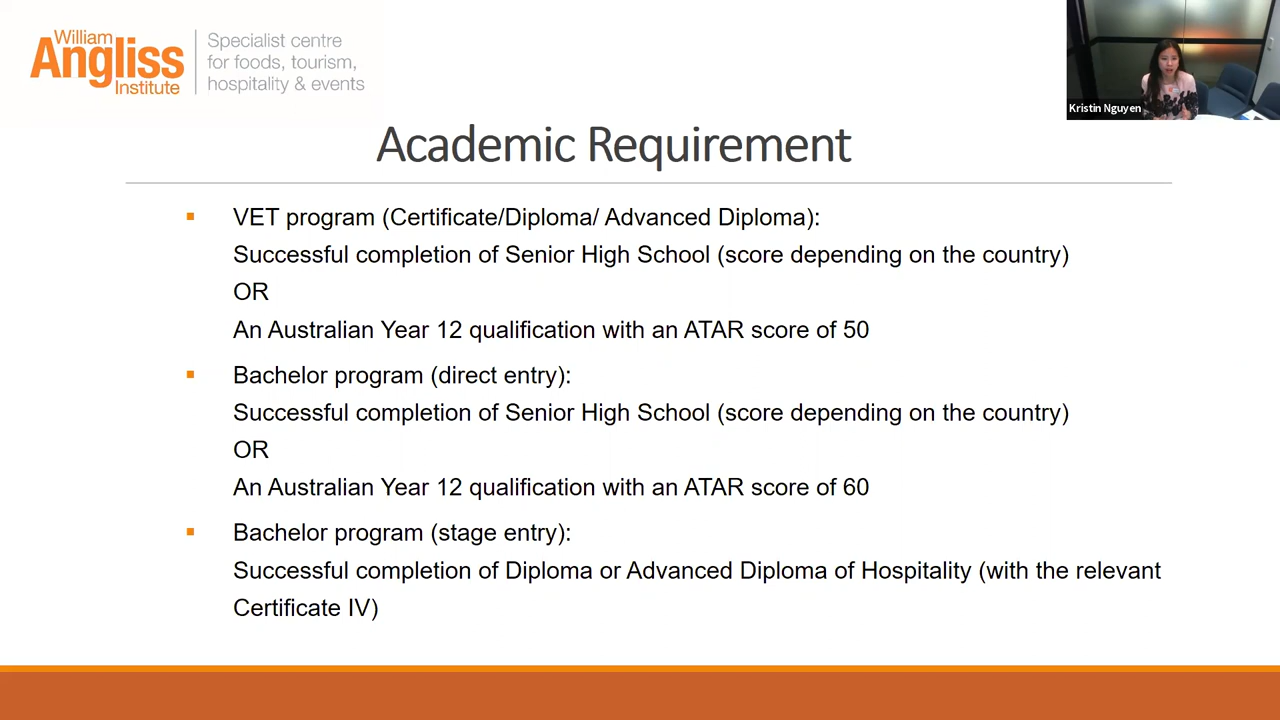 William
Angliss
Institute
Specialist centre
for foods, tourism,
hospitality & events
Kristin Nguyen
Academic Requirement
▪ VET program (Certificate/Diploma/ Advanced Diploma):
Successful completion of Senior High School (score depending on the country)
OR
An Australian Year 12 qualification with an ATAR score of 50
▪ Bachelor program (direct entry):
Successful completion of Senior High School (score depending on the country)
OR
An Australian Year 12 qualification with an ATAR score of 60
▪ Bachelor program (stage entry):
Successful completion of Diploma or Advanced Diploma of Hospitality (with the relevant
Certificate IV)